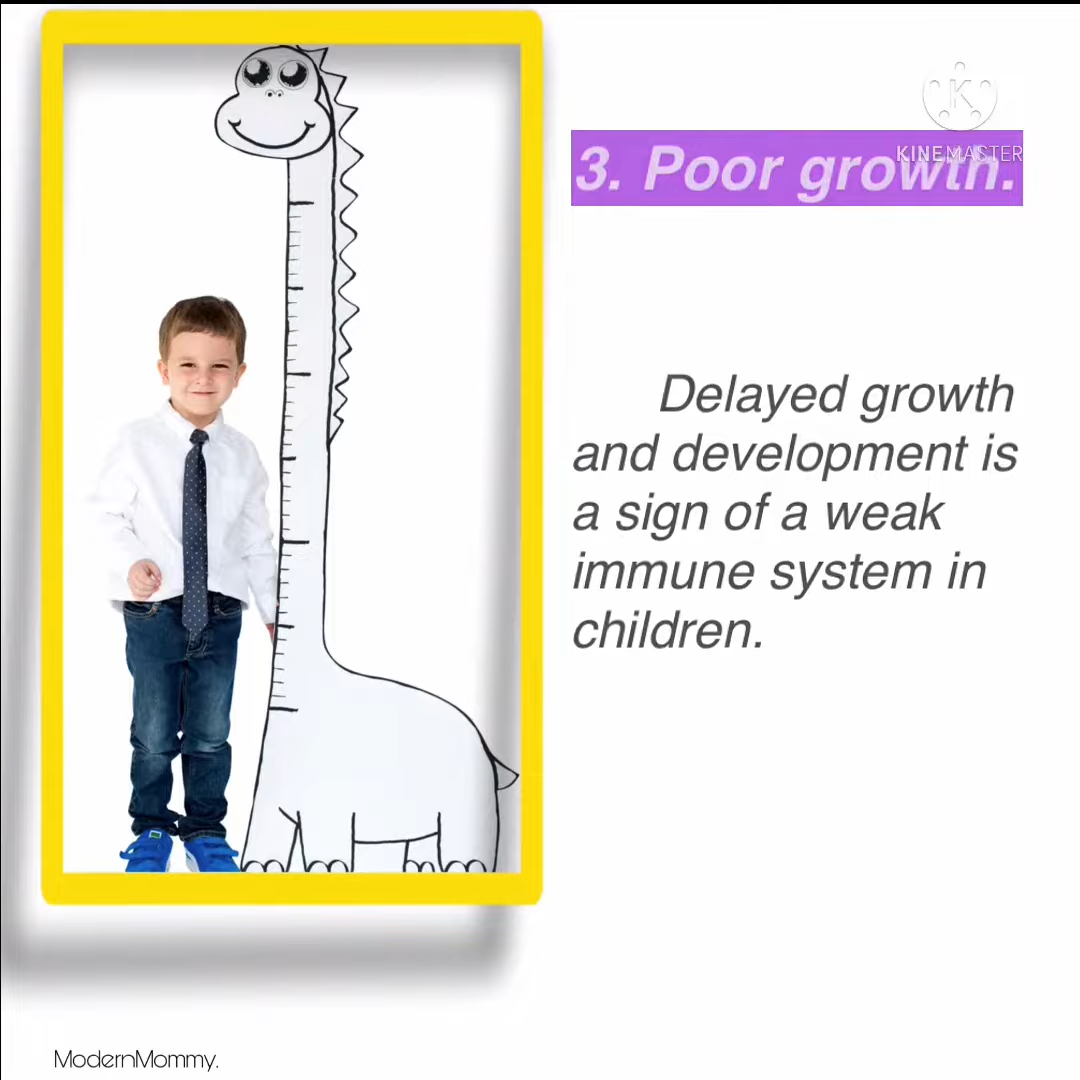 KINEMASTER
3. Poor growth.
Delayed growth
and development is
a sign of a weak
immune system in
children.
ModernMommy.